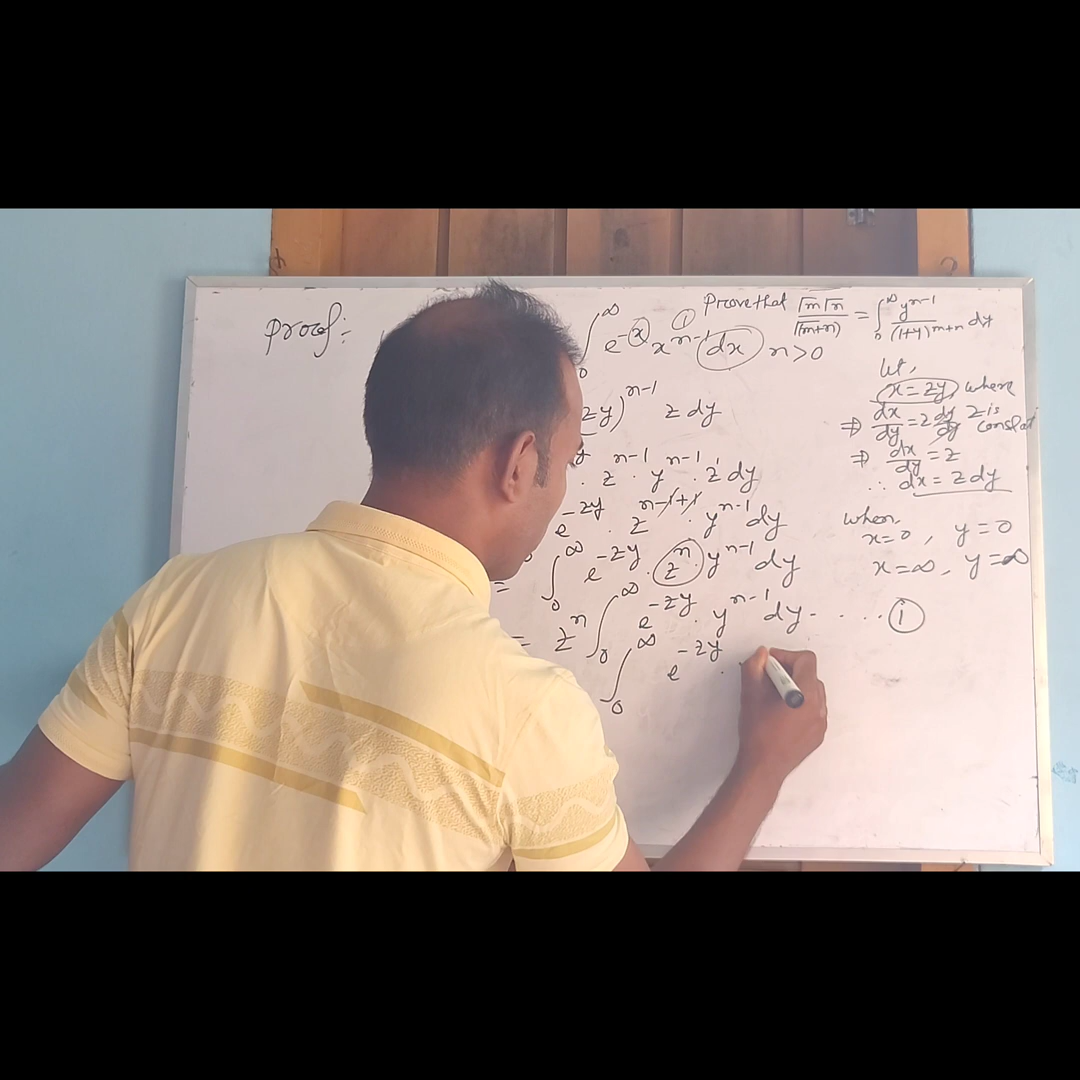 Proof:-
∫₀^∞ e^{-x} x^{n-1} dx n>0
①
Prove that Γm Γn / Γ(m+n) = ∫₀^∞ y^{n-1} / (1+y)^{m+n} dy
zy)^{n-1} z dy
. z^{n-1} . y^{n-1} . z^1 dy
e^{-zy} . z^{n-1+1} . y^{n-1} dy
= ∫₀^∞ e^{-zy} . z^n . y^{n-1} dy
= z^n ∫₀^∞ e^{-zy} . y^{n-1} dy - .... ①
∫₀^∞ e^{-zy} .
let,
x = zy, where
⇒ dx/dy = z dy/dy z is
constant
⇒ dx/dy = z
∴ dx = z dy
when,
x=0, y=0
x=∞, y=∞